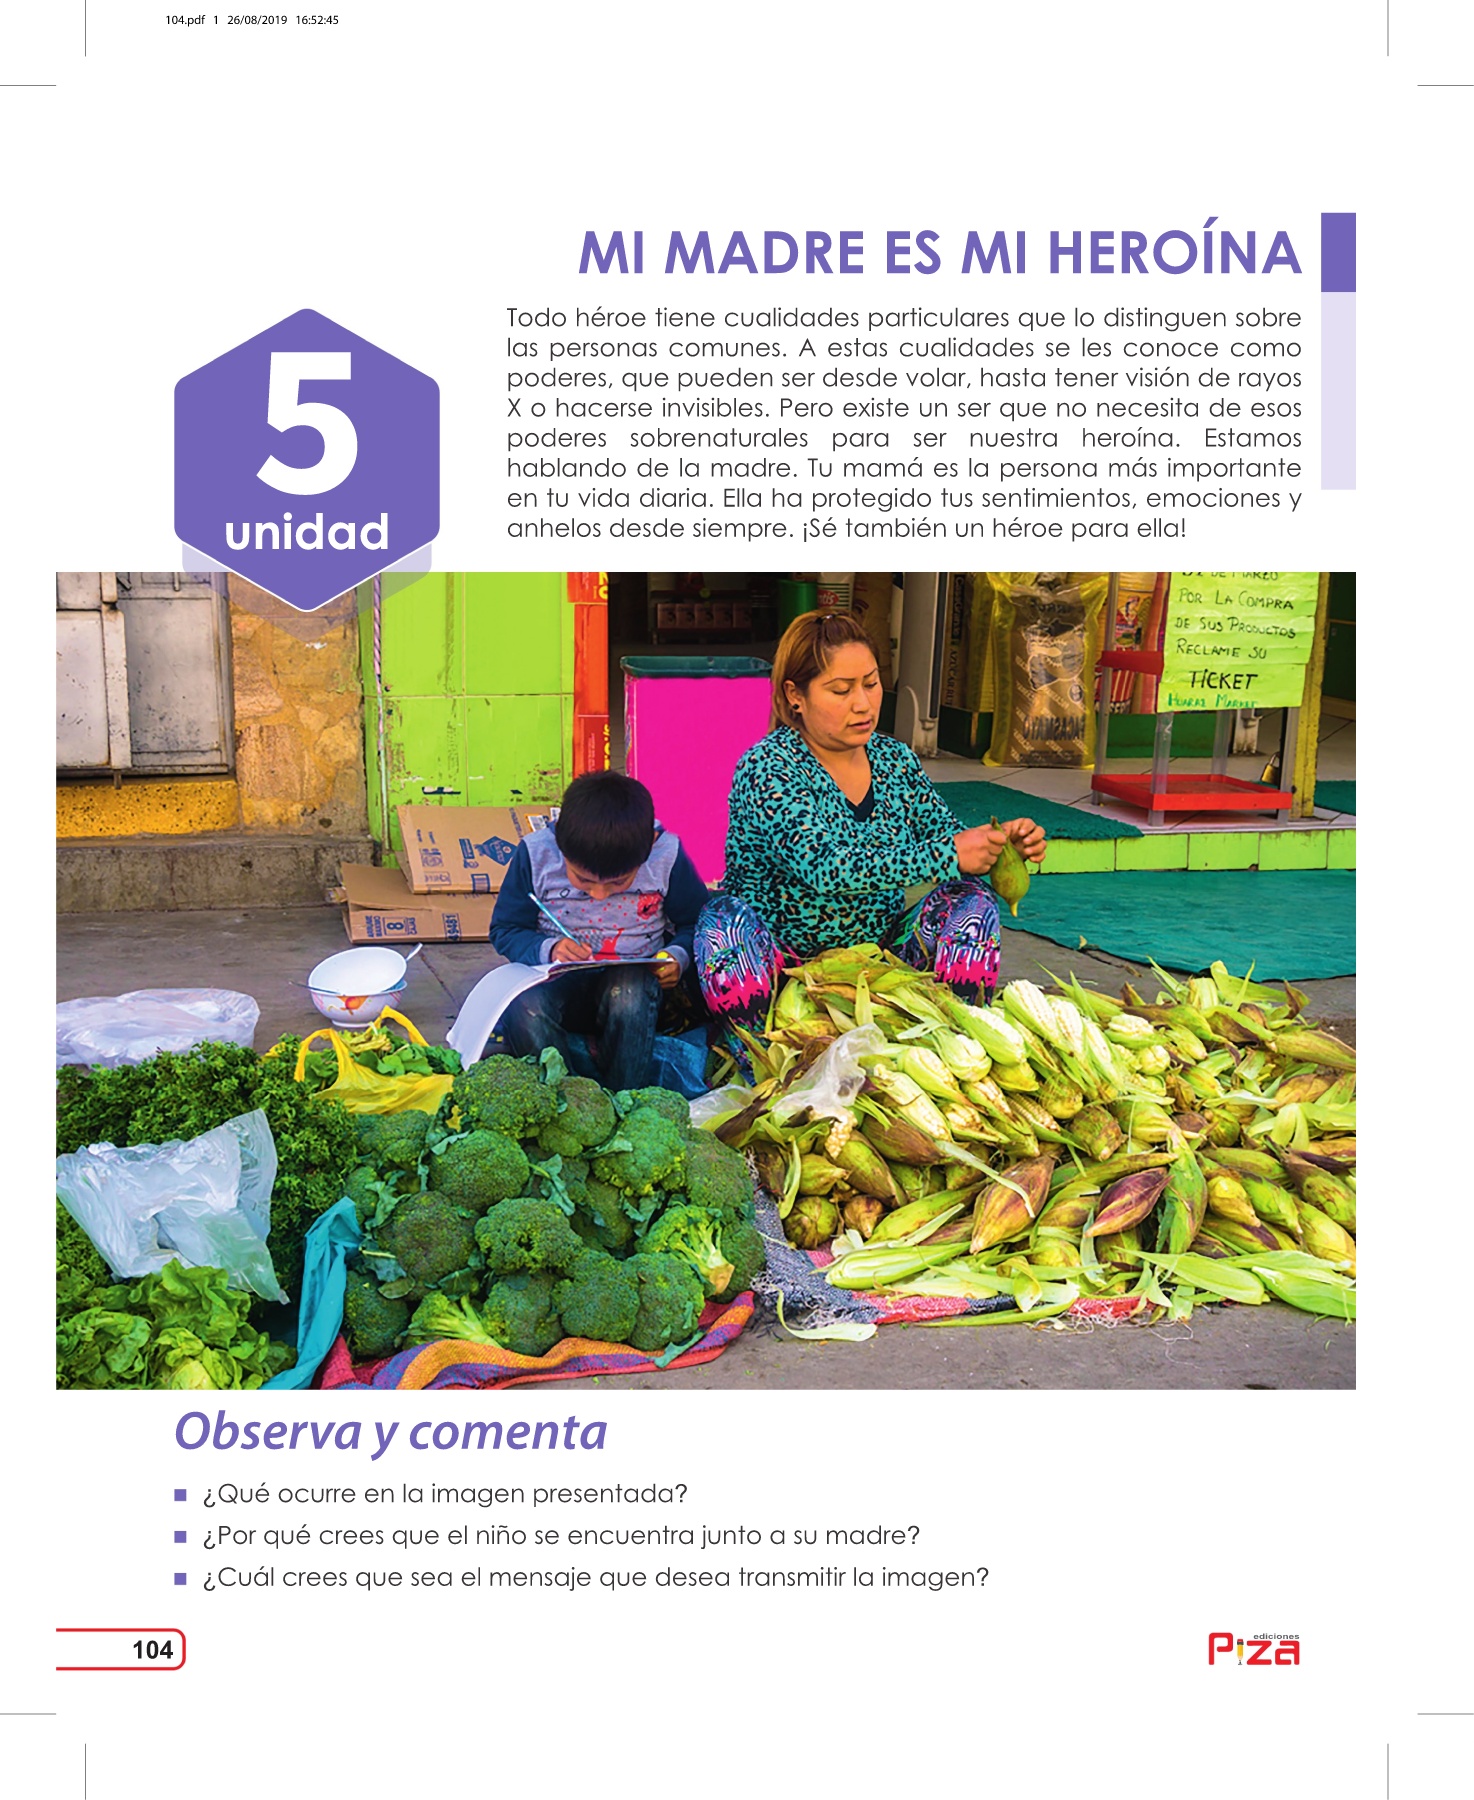 104.pdf 1 26/08/2019 16:52:45
MI MADRE ES MI HEROÍNA
Todo héroe tiene cualidades particulares que lo distinguen sobre
las personas comunes. A estas cualidades se les conoce como
poderes, que pueden ser desde volar, hasta tener visión de rayos
X o hacerse invisibles. Pero existe un ser que no necesita de esos
poderes sobrenaturales para ser nuestra heroína. Estamos
hablando de la madre. Tu mamá es la persona más importante
en tu vida diaria. Ella ha protegido tus sentimientos, emociones y
anhelos desde siempre. ¡Sé también un héroe para ella!
5
unidad
DE MARZO
POR LA COMPRA
DE SUS PRODUCTOS
RECLAME SU
TICKET
HUARAZ MARKET
8
CAJAS
19481
Observa y comenta
■ ¿Qué ocurre en la imagen presentada?
■ ¿Por qué crees que el niño se encuentra junto a su madre?
■ ¿Cuál crees que sea el mensaje que desea transmitir la imagen?
104
ediciones
Piza